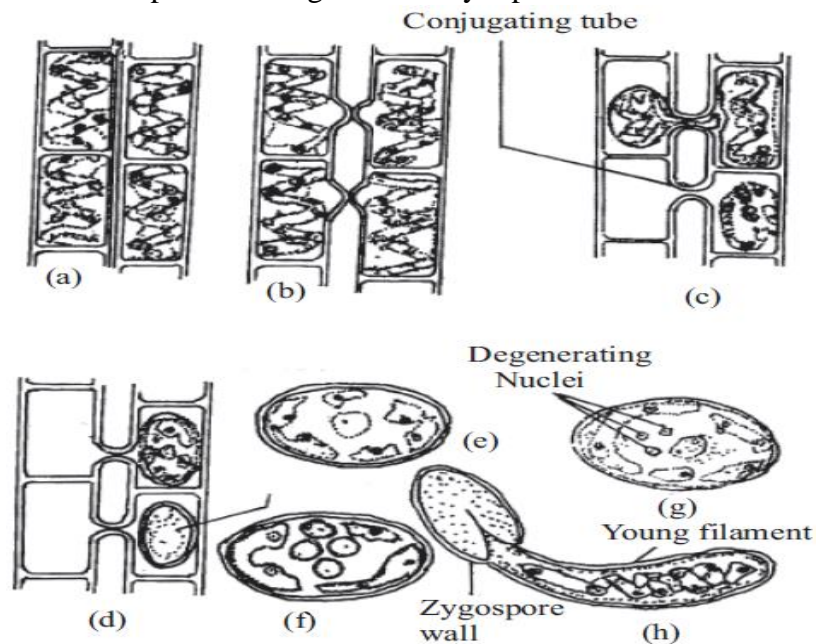 Conjugating tube
(a)
(b)
(c)
Degenerating
Nuclei
(e)
(g)
Young filament
(d)
(f)
Zygospore
wall
(h)